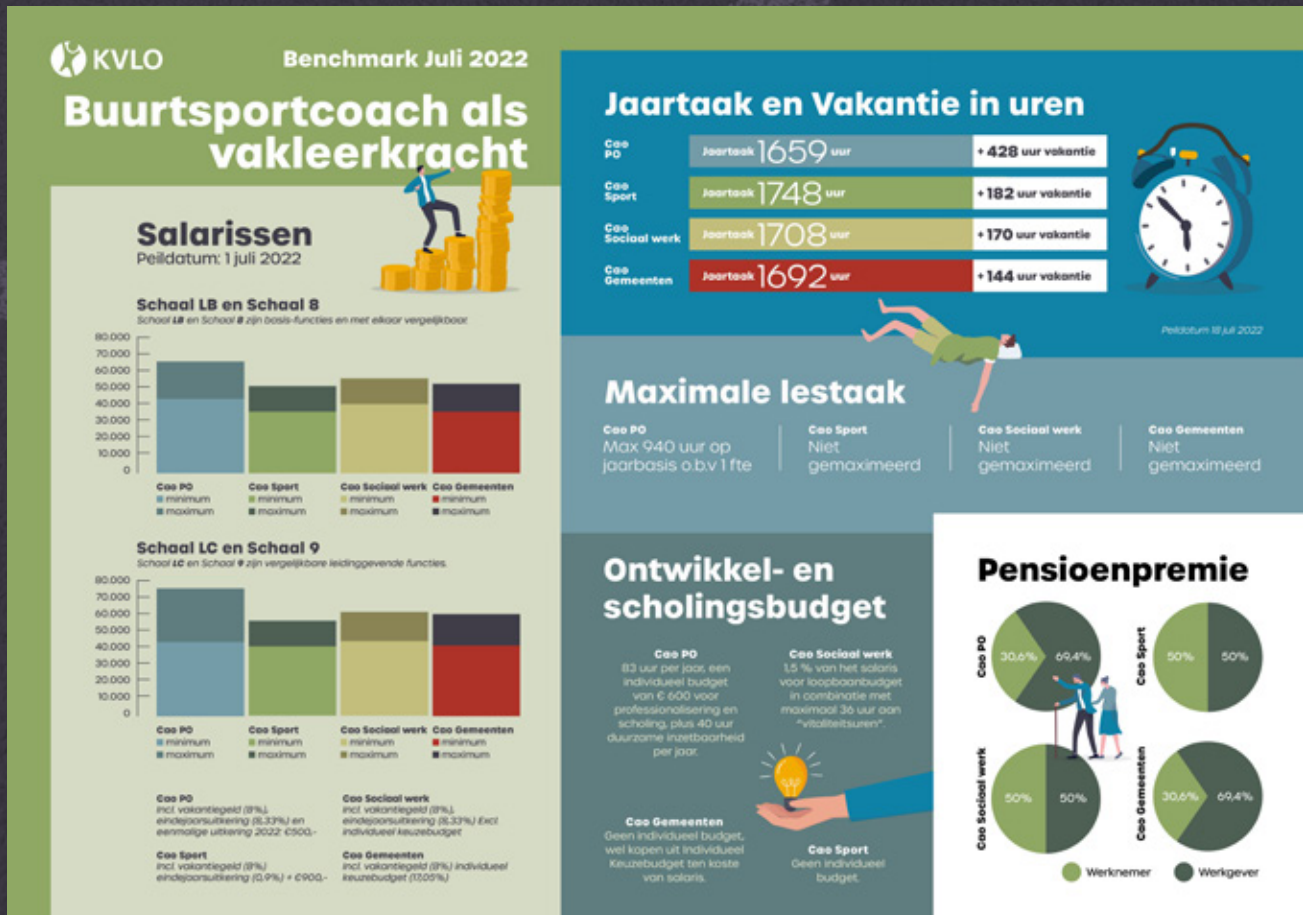 KVLO
Benchmark Juli 2022
Buurtsportcoach als
vakleerkracht
Salarissen
Peildatum: 1 juli 2022
Schaal LB en Schaal 8
Schaal LB en Schaal 8 zijn basis-functies en met elkaar vergelijkbaar.
80.000
70.000
60.000
50.000
40.000
30.000
20.000
10.000
0
Cao PO
minimum
maximum
Cao Sport
minimum
maximum
Cao Sociaal werk
minimum
maximum
Cao Gemeenten
minimum
maximum
Schaal LC en Schaal 9
Schaal LC en Schaal 9 zijn vergelijkbare leidinggevende functies.
80.000
70.000
60.000
50.000
40.000
30.000
20.000
10.000
0
Cao PO
minimum
maximum
Cao Sport
minimum
maximum
Cao Sociaal werk
minimum
maximum
Cao Gemeenten
minimum
maximum
Cao PO
Incl. vakantiegeld (8%),
eindejaarsuitkering (8,33%) en
eenmalige uitkering 2022: €500,-
Cao Sociaal werk
Incl. vakantiegeld (8%),
eindejaarsuitkering (8,33%) Excl.
individueel keuzebudget
Cao Sport
Incl. vakantiegeld (8%)
eindejaarsuitkering (0,9%) + €900,-
Cao Gemeenten
Incl. vakantiegeld (8%) individueel
keuzebudget (17,05%)
Jaartaak en Vakantie in uren
Cao
PO
Jaartaak 1659 uur
+ 428 uur vakantie
Cao
Sport
Jaartaak 1748 uur
+ 182 uur vakantie
Cao
Sociaal werk
Jaartaak 1708 uur
+ 170 uur vakantie
Cao
Gemeenten
Jaartaak 1692 uur
+ 144 uur vakantie
Peildatum 18 juli 2022
Maximale lestaak
Cao PO
Max 940 uur op
jaarbasis o.b.v 1 fte
Cao Sport
Niet
gemaximeerd
Cao Sociaal werk
Niet
gemaximeerd
Cao Gemeenten
Niet
gemaximeerd
Ontwikkel- en
scholingsbudget
Cao PO
83 uur per jaar, een
individueel budget
van € 600 voor
professionalisering en
scholing, plus 40 uur
duurzame inzetbaarheid
per jaar.
Cao Sociaal werk
1,5 % van het salaris
voor loopbaanbudget
in combinatie met
maximaal 36 uur aan
"vitaliteitsuren".
Cao Gemeenten
Geen individueel budget,
wel kopen uit Individueel
Keuzebudget ten koste
van salaris.
Cao Sport
Geen individueel
budget.
Pensioenpremie
Cao PO
30,6%
69,4%
Cao Sport
50%
50%
Cao Sociaal werk
50%
50%
Cao Gemeenten
30,6%
69,4%
Werknemer
Werkgever